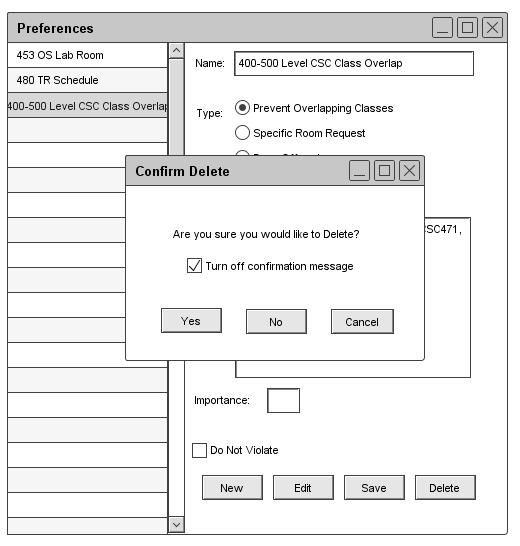 Preferences
453 OS Lab Room
480 TR Schedule
400-500 Level CSC Class Overlap
Name:
400-500 Level CSC Class Overlap
Type:
Prevent Overlapping Classes
Specific Room Request
Confirm Delete
Are you sure you would like to Delete?
Turn off confirmation message
Yes
No
Cancel
CSC471,
Importance:
Do Not Violate
New
Edit
Save
Delete